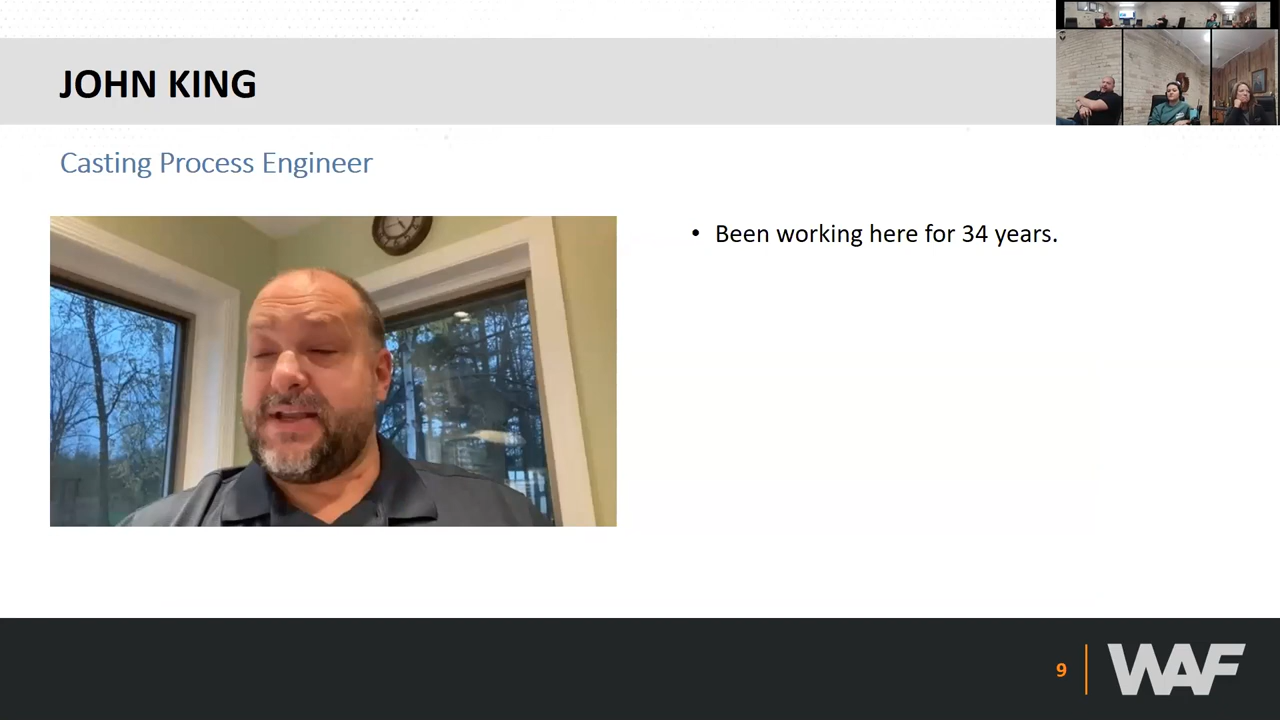 JOHN KING
Casting Process Engineer
• Been working here for 34 years.
9
WAF